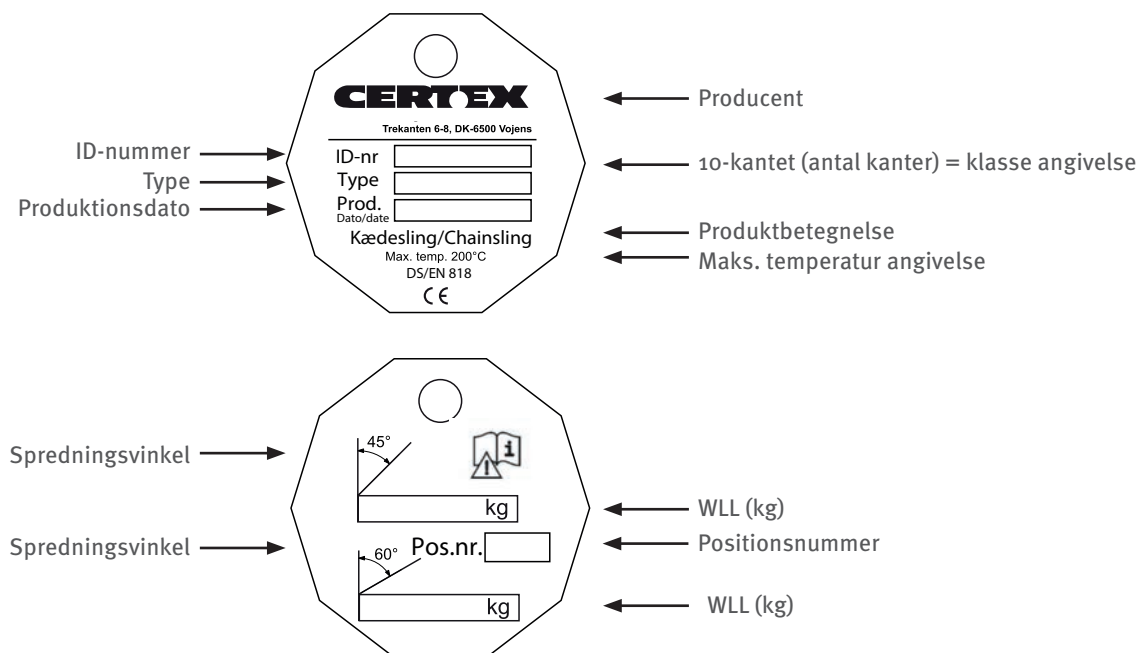 CERTEX
Producent
Trekanten 6-8, DK-6500 Vojens
ID-nummer
ID-nr
10-kantet (antal kanter) = klasse angivelse
Type
Type
Produktionsdato
Prod.
Dato/date
Kædesling/Chainsling
Produktbetegnelse
Max. temp. 200°C
Maks. temperatur angivelse
DS/EN 818
CE
45°
i
!
Spredningsvinkel
kg
WLL (kg)
Spredningsvinkel
60°
Pos.nr.
Positionsnummer
kg
WLL (kg)